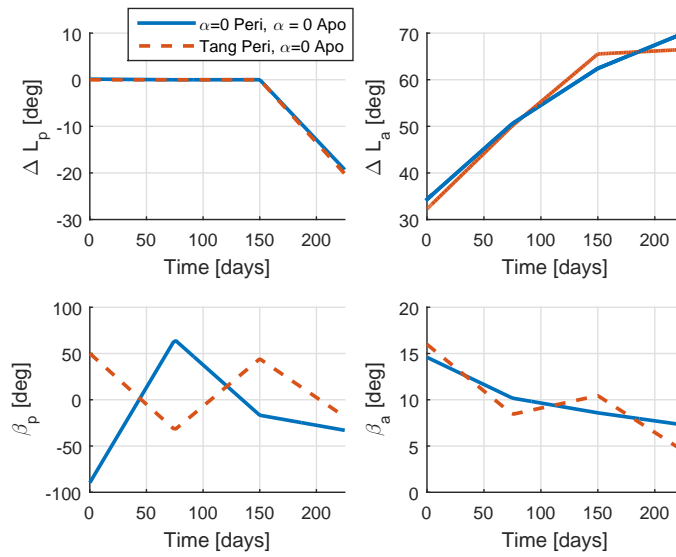 α=0 Peri, α = 0 Apo
Tang Peri, α=0 Apo
10
0
-10
-20
-30
Δ L_p [deg]
0 50 100 150 200
Time [days]
70
60
50
40
30
Δ L_a [deg]
0 50 100 150 200
Time [days]
100
50
0
-50
-100
β_p [deg]
0 50 100 150 200
Time [days]
20
15
10
5
0
β_a [deg]
0 50 100 150 200
Time [days]